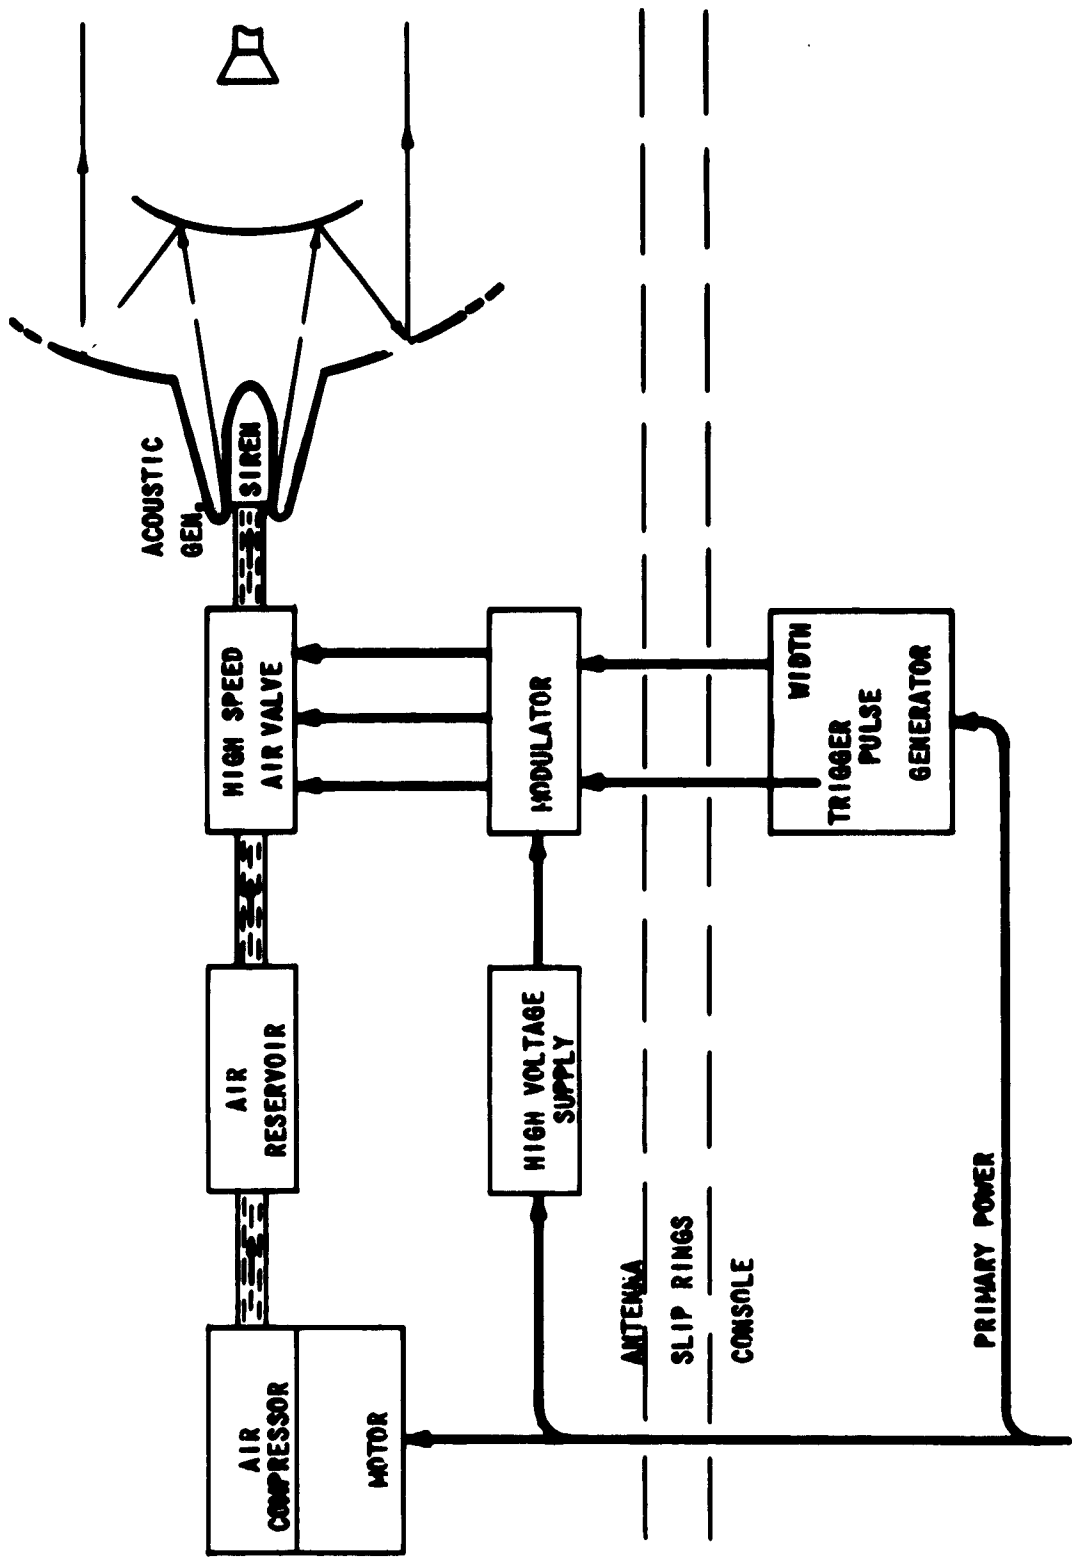 AIR
COMPRESSOR
MOTOR
AIR
RESERVOIR
HIGH SPEED
AIR VALVE
ACOUSTIC
GEN.
SIREN
HIGH VOLTAGE
SUPPLY
MODULATOR
ANTENNA
SLIP RINGS
CONSOLE
WIDTH
TRIGGER
PULSE
GENERATOR
PRIMARY POWER